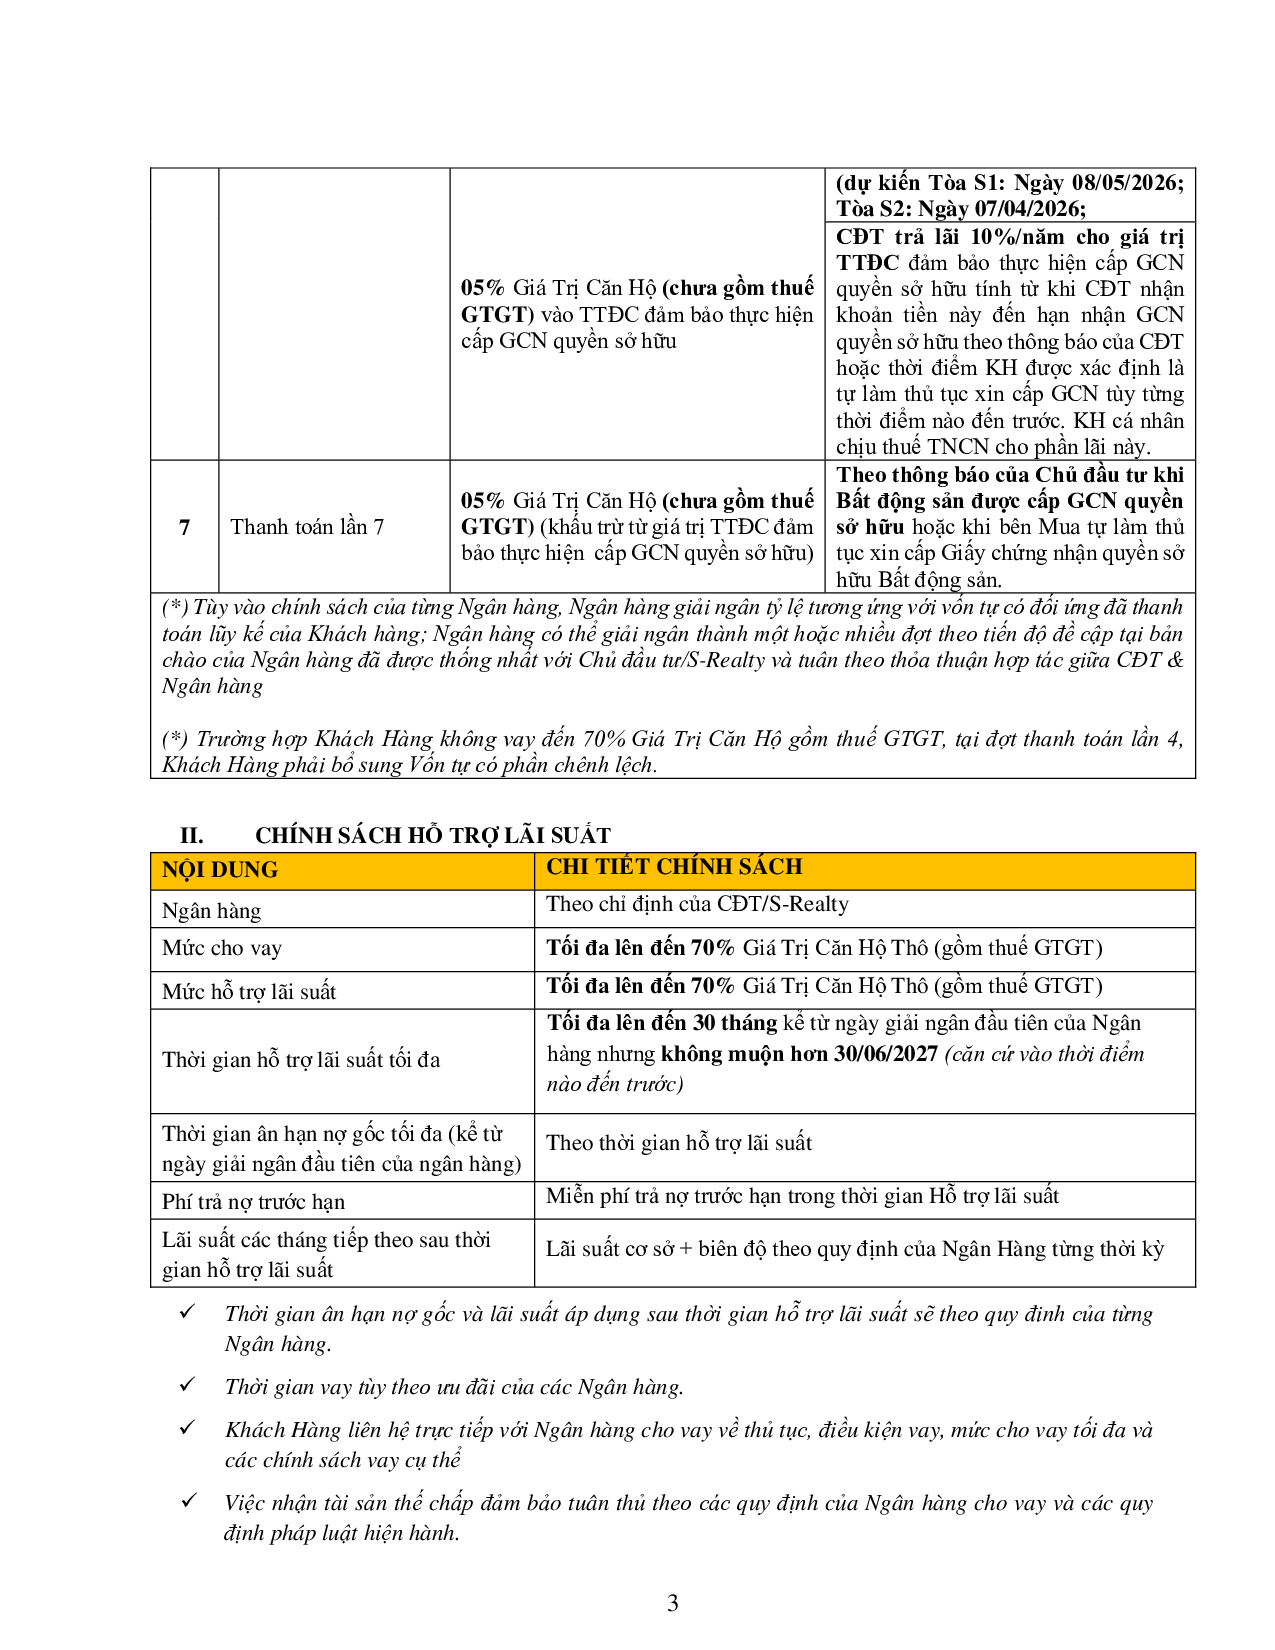 (dự kiến Tòa S1: Ngày 08/05/2026;
Tòa S2: Ngày 07/04/2026;
05% Giá Trị Căn Hộ (chưa gồm thuế
GTGT) vào TTĐC đảm bảo thực hiện
cấp GCN quyền sở hữu
CĐT trả lãi 10%/năm cho giá trị
TTĐC đảm bảo thực hiện cấp GCN
quyền sở hữu tính từ khi CĐT nhận
khoản tiền này đến hạn nhận GCN
quyền sở hữu theo thông báo của CĐT
hoặc thời điểm KH được xác định là
tự làm thủ tục xin cấp GCN tùy từng
thời điểm nào đến trước. KH cá nhân
chịu thuế TNCN cho phần lãi này.
7
Thanh toán lần 7
05% Giá Trị Căn Hộ (chưa gồm thuế
GTGT) (khấu trừ từ giá trị TTĐC đảm
bảo thực hiện cấp GCN quyền sở hữu)
Theo thông báo của Chủ đầu tư khi
Bất động sản được cấp GCN quyền
sở hữu hoặc khi bên Mua tự làm thủ
tục xin cấp Giấy chứng nhận quyền sở
hữu Bất động sản.
(*) Tùy vào chính sách của từng Ngân hàng, Ngân hàng giải ngân tỷ lệ tương ứng với vốn tự có đối ứng đã thanh
toán lũy kế của Khách hàng; Ngân hàng có thể giải ngân thành một hoặc nhiều đợt theo tiến độ đề cập tại bản
chào của Ngân hàng đã được thống nhất với Chủ đầu tư/S-Realty và tuân theo thỏa thuận hợp tác giữa CĐT &
Ngân hàng
(*) Trường hợp Khách Hàng không vay đến 70% Giá Trị Căn Hộ gồm thuế GTGT, tại đợt thanh toán lần 4,
Khách Hàng phải bổ sung Vốn tự có phần chênh lệch.
II. CHÍNH SÁCH HỖ TRỢ LÃI SUẤT
NỘI DUNG
CHI TIẾT CHÍNH SÁCH
Ngân hàng
Theo chỉ định của CĐT/S-Realty
Mức cho vay
Tối đa lên đến 70% Giá Trị Căn Hộ Thô (gồm thuế GTGT)
Mức hỗ trợ lãi suất
Tối đa lên đến 70% Giá Trị Căn Hộ Thô (gồm thuế GTGT)
Thời gian hỗ trợ lãi suất tối đa
Tối đa lên đến 30 tháng kể từ ngày giải ngân đầu tiên của Ngân
hàng nhưng không muộn hơn 30/06/2027 (căn cứ vào thời điểm
nào đến trước)
Thời gian ân hạn nợ gốc tối đa (kể từ
ngày giải ngân đầu tiên của ngân hàng)
Theo thời gian hỗ trợ lãi suất
Phí trả nợ trước hạn
Miễn phí trả nợ trước hạn trong thời gian Hỗ trợ lãi suất
Lãi suất các tháng tiếp theo sau thời
gian hỗ trợ lãi suất
Lãi suất cơ sở + biên độ theo quy định của Ngân Hàng từng thời kỳ
✓ Thời gian ân hạn nợ gốc và lãi suất áp dụng sau thời gian hỗ trợ lãi suất sẽ theo quy đinh của từng
Ngân hàng.
✓ Thời gian vay tùy theo ưu đãi của các Ngân hàng.
✓ Khách Hàng liên hệ trực tiếp với Ngân hàng cho vay về thủ tục, điều kiện vay, mức cho vay tối đa và
các chính sách vay cụ thể
✓ Việc nhận tài sản thế chấp đảm bảo tuân thủ theo các quy định của Ngân hàng cho vay và các quy
định pháp luật hiện hành.
3